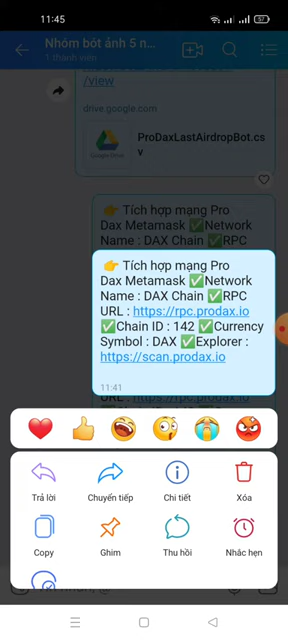 11:45
57
Nhóm bót ảnh 5 n...
1 thành viên
/view
drive.google.com
Google Drive
ProDaxLastAirdropBot.cs
v
👉 Tích hợp mạng Pro
Dax Metamask ✅Network
Name : DAX Chain ✅RPC
👉 Tích hợp mạng Pro
Dax Metamask ✅Network
Name : DAX Chain ✅RPC
URL : https://rpc.prodax.io
✅Chain ID : 142 ✅Currency
Symbol : DAX ✅Explorer :
https://scan.prodax.io
11:41
Trả lời
Chuyển tiếp
Chi tiết
Xóa
Copy
Ghim
Thu hồi
Nhắc hẹn